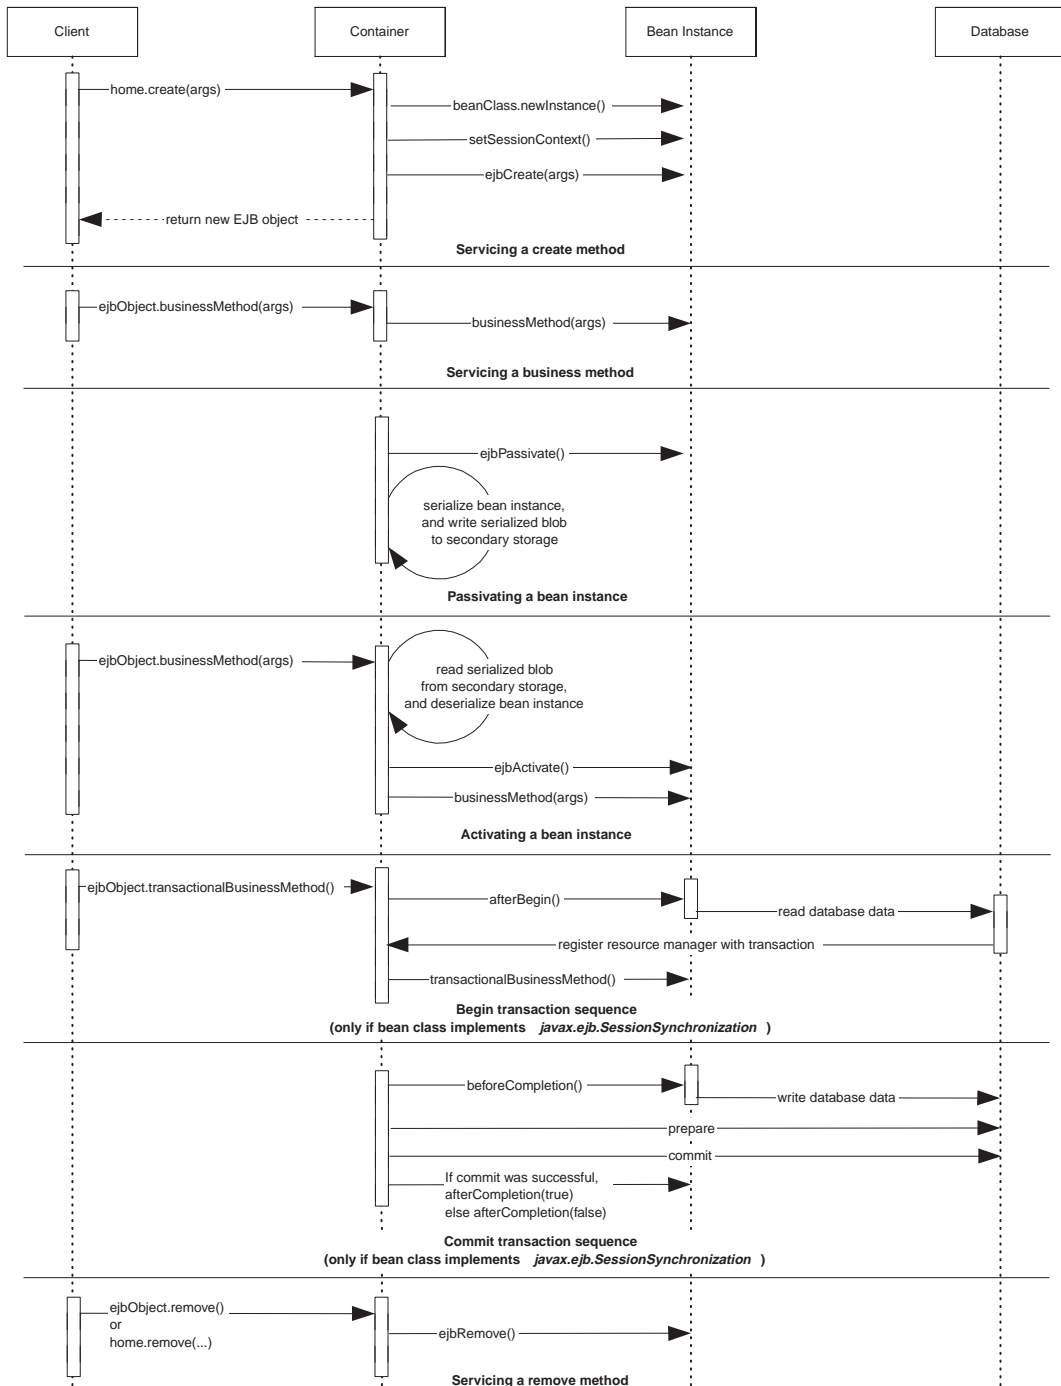 Client
Container
Bean Instance
Database
home.create(args)
beanClass.newInstance()
setSessionContext()
ejbCreate(args)
return new EJB object
Servicing a create method
ejbObject.businessMethod(args)
businessMethod(args)
Servicing a business method
ejbPassivate()
serialize bean instance,
and write serialized blob
to secondary storage
Passivating a bean instance
ejbObject.businessMethod(args)
read serialized blob
from secondary storage,
and deserialize bean instance
ejbActivate()
businessMethod(args)
Activating a bean instance
ejbObject.transactionalBusinessMethod()
afterBegin()
read database data
register resource manager with transaction
transactionalBusinessMethod()
Begin transaction sequence
(only if bean class implements javax.ejb.SessionSynchronization )
beforeCompletion()
write database data
prepare
commit
If commit was successful,
afterCompletion(true)
else afterCompletion(false)
Commit transaction sequence
(only if bean class implements javax.ejb.SessionSynchronization )
ejbObject.remove()
or
home.remove(...)
ejbRemove()
Servicing a remove method